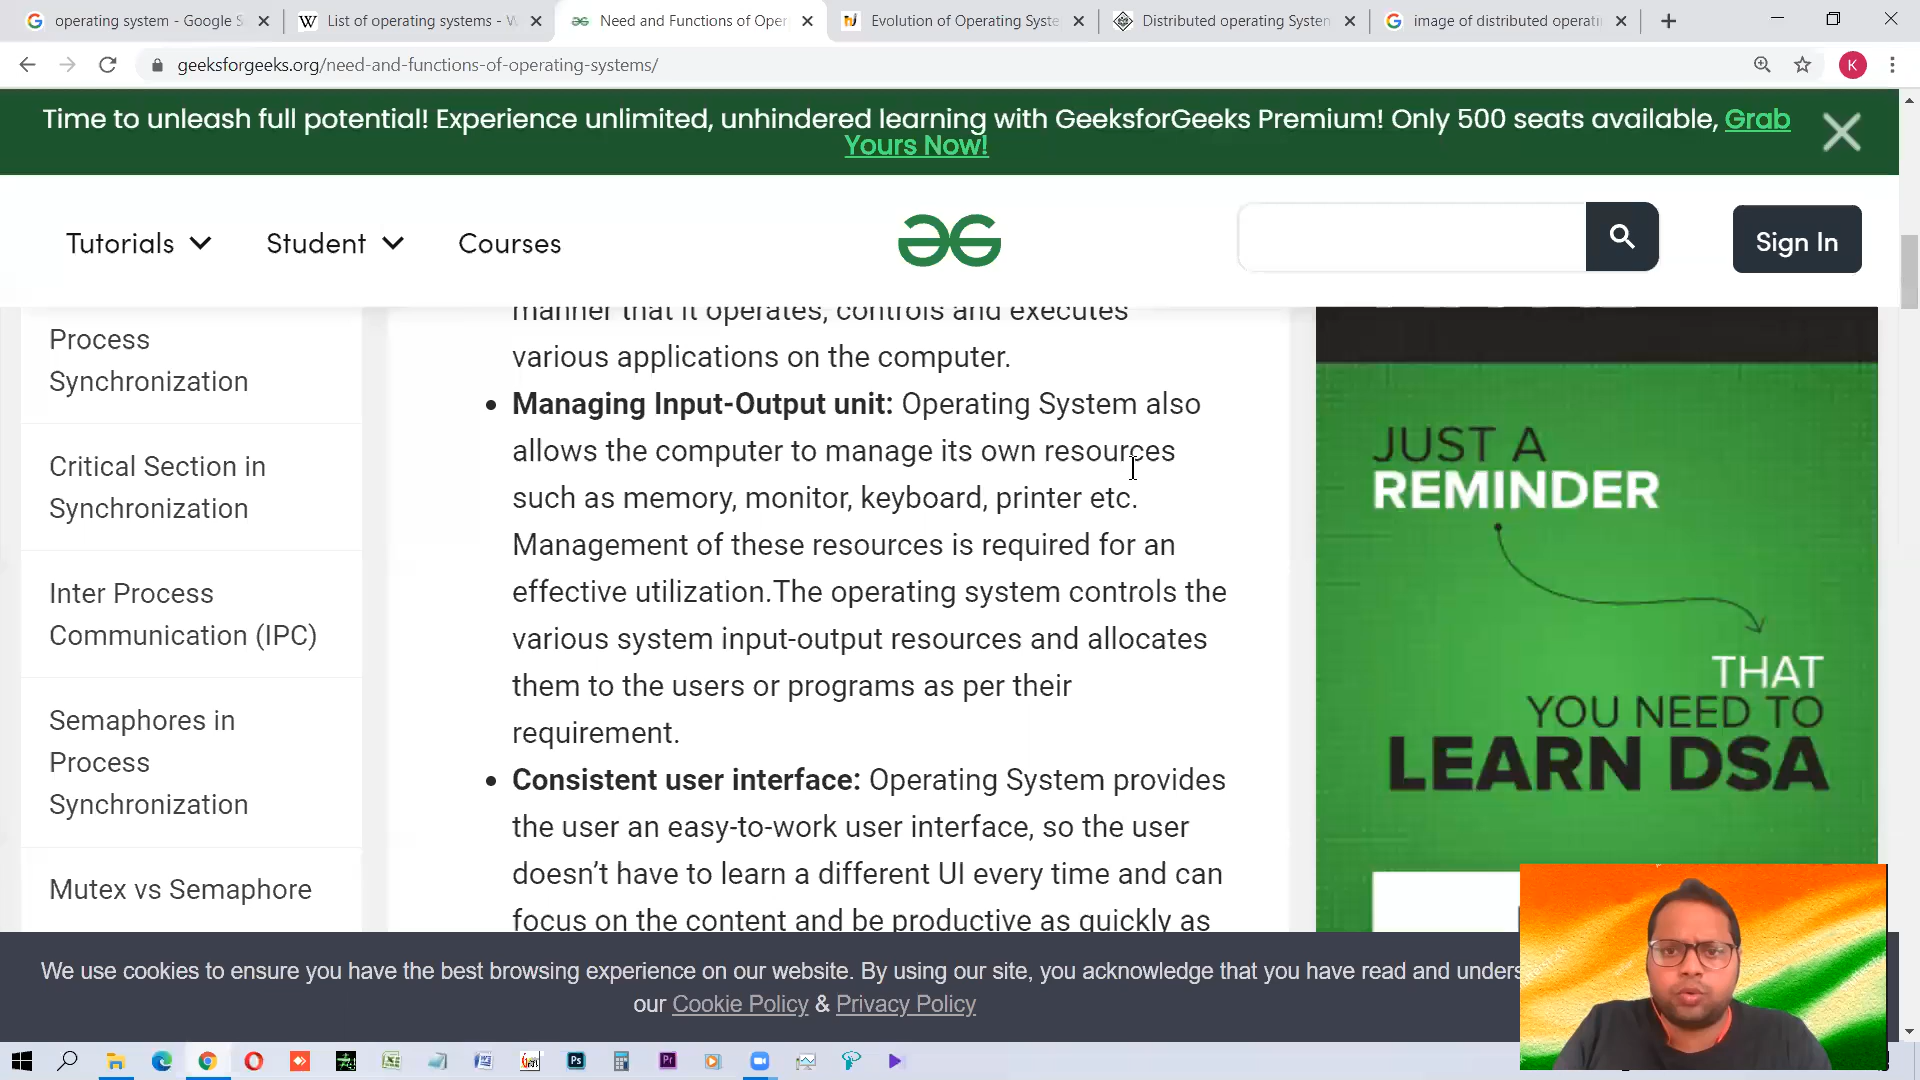 operating system - Google S
List of operating systems - W
Need and Functions of Oper
Evolution of Operating Syste
Distributed operating System
image of distributed operati
geeksforgeeks.org/need-and-functions-of-operating-systems/
K
Time to unleash full potential! Experience unlimited, unhindered learning with GeeksforGeeks Premium! Only 500 seats available, Grab
Yours Now!
Tutorials
Student
Courses
Sign In
Process
Synchronization
Critical Section in
Synchronization
Inter Process
Communication (IPC)
Semaphores in
Process
Synchronization
Mutex vs Semaphore
manner that it operates, controls and executes
various applications on the computer.
• Managing Input-Output unit: Operating System also
allows the computer to manage its own resources
such as memory, monitor, keyboard, printer etc.
Management of these resources is required for an
effective utilization.The operating system controls the
various system input-output resources and allocates
them to the users or programs as per their
requirement.
• Consistent user interface: Operating System provides
the user an easy-to-work user interface, so the user
doesn't have to learn a different UI every time and can
focus on the content and be productive as quickly as
JUST A
REMINDER
THAT
YOU NEED TO
LEARN DSA
We use cookies to ensure you have the best browsing experience on our website. By using our site, you acknowledge that you have read and unders
our Cookie Policy & Privacy Policy